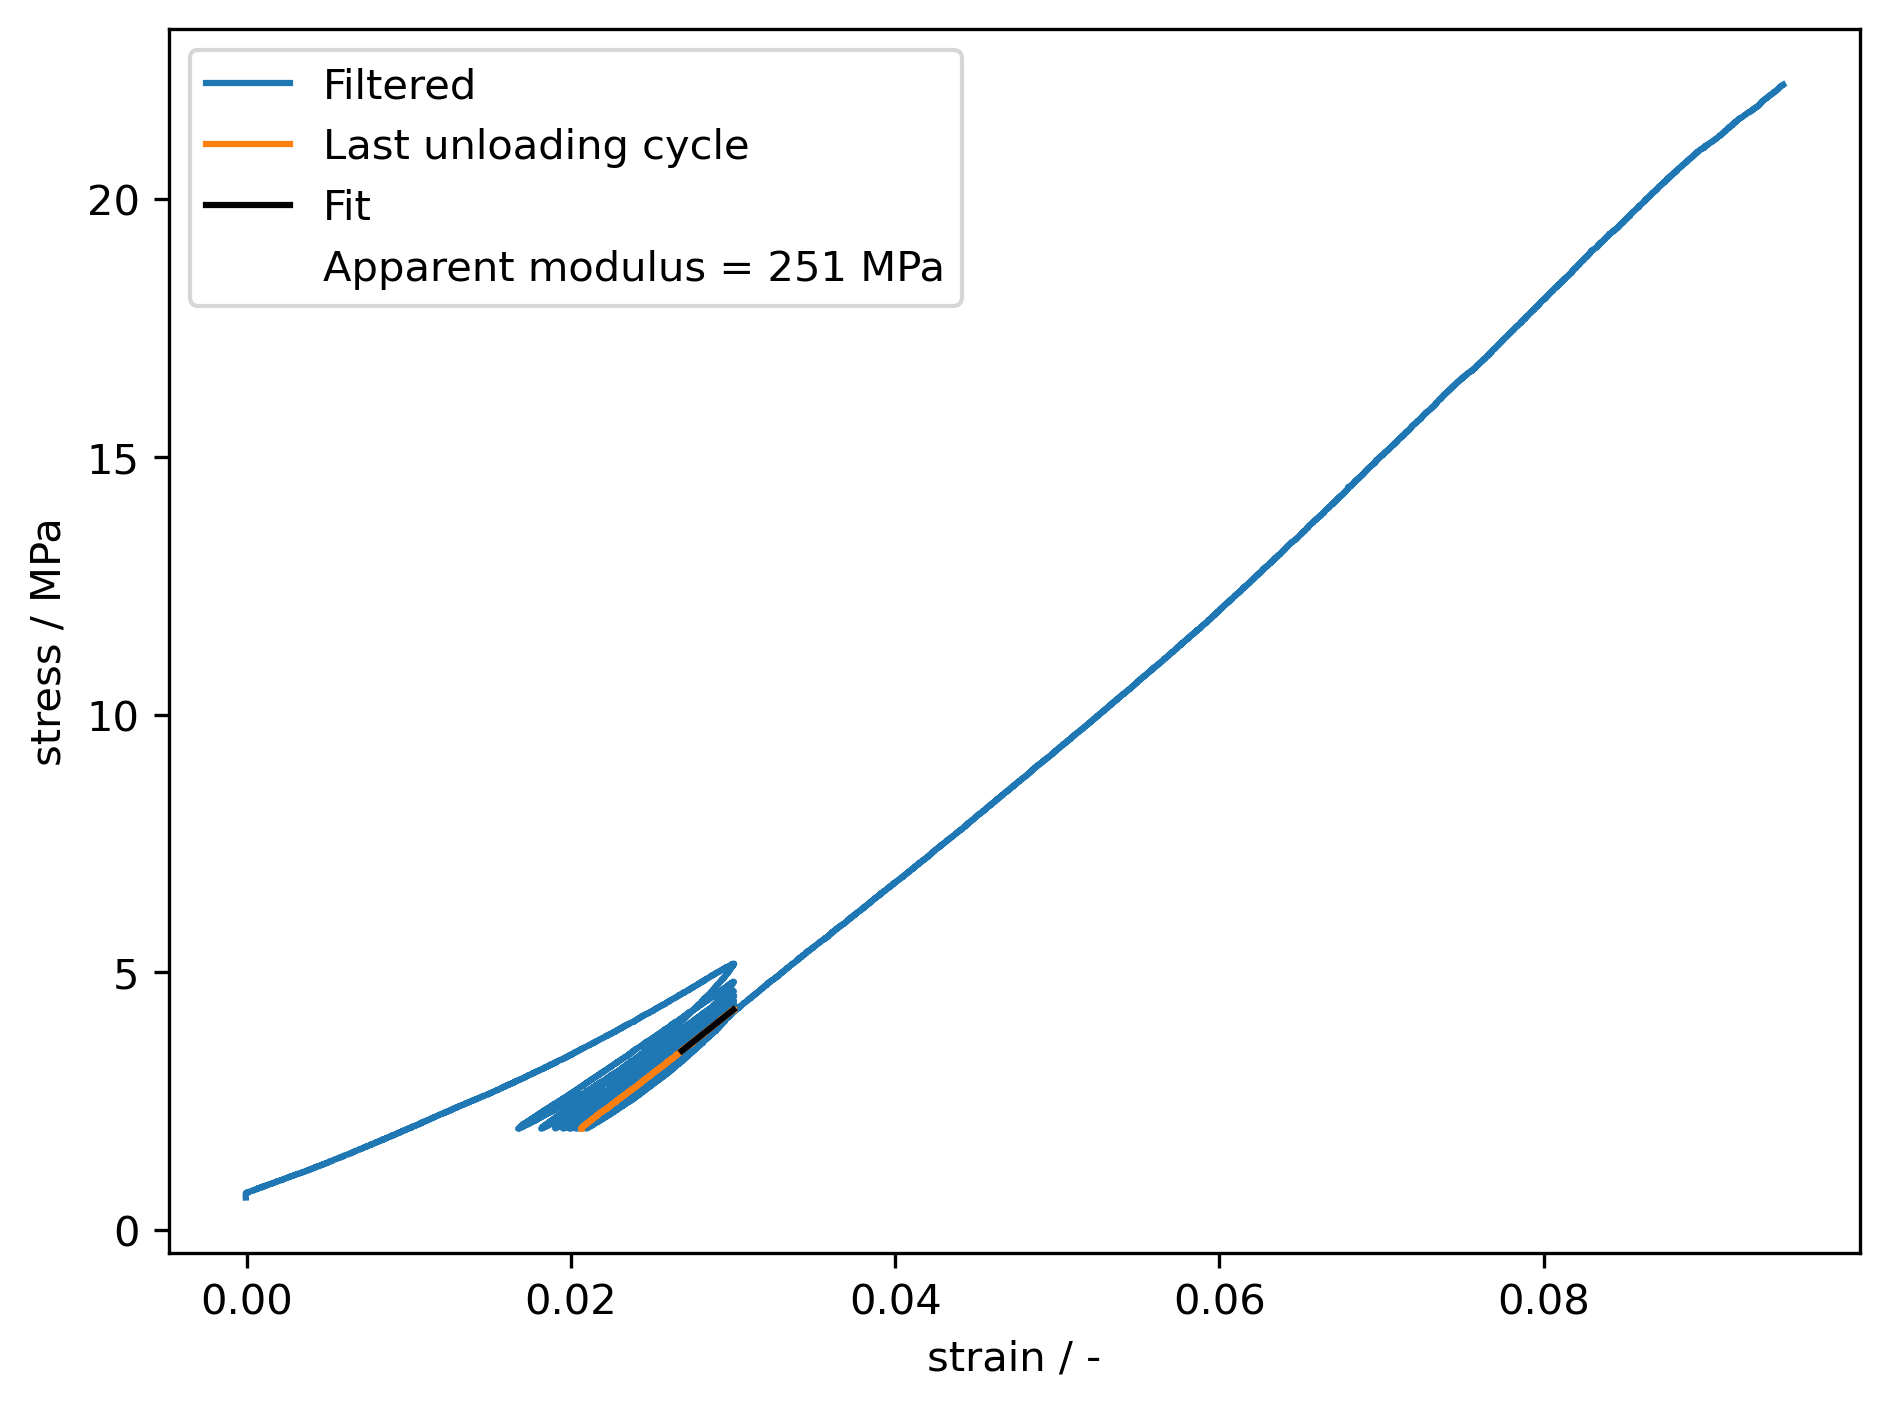 Filtered
Last unloading cycle
Fit
Apparent modulus = 251 MPa
20
15
10
5
0
stress / MPa
0.00 0.02 0.04 0.06 0.08
strain / -